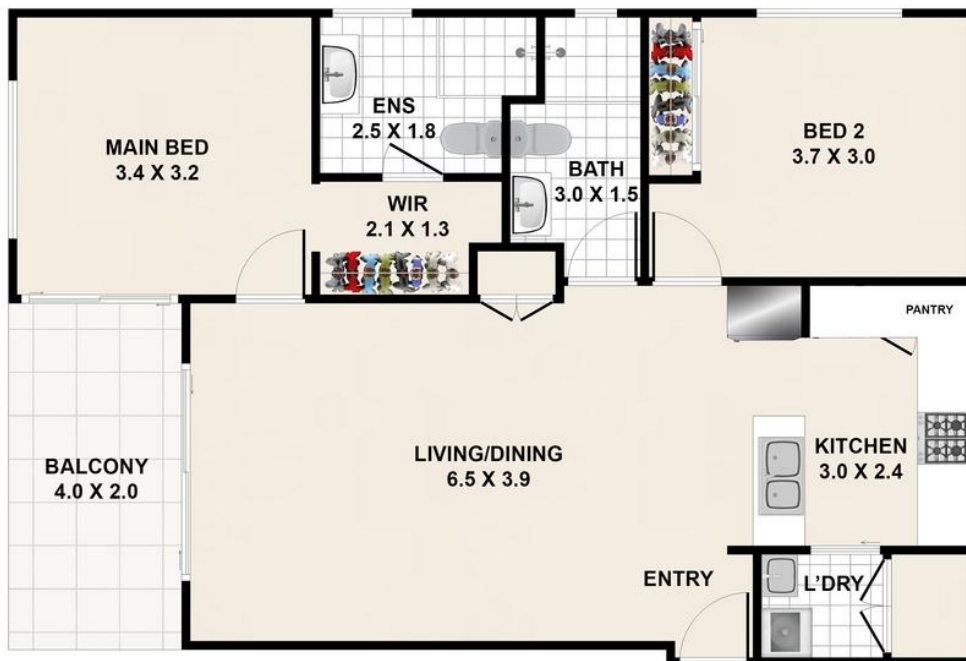 MAIN BED
3.4 X 3.2
ENS
2.5 X 1.8
WIR
2.1 X 1.3
BATH
3.0 X 1.5
BED 2
3.7 X 3.0
PANTRY
BALCONY
4.0 X 2.0
LIVING/DINING
6.5 X 3.9
KITCHEN
3.0 X 2.4
ENTRY
L'DRY